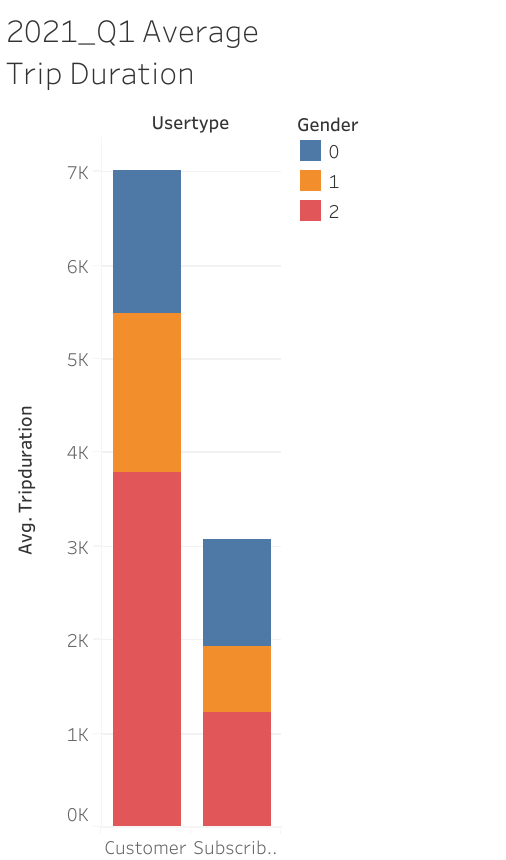 2021_Q1 Average
Trip Duration
Usertype
Gender
0
1
2
7K
6K
5K
4K
3K
2K
1K
0K
Avg. Tripduration
Customer Subscrib..